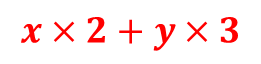 x × 2 + y × 3